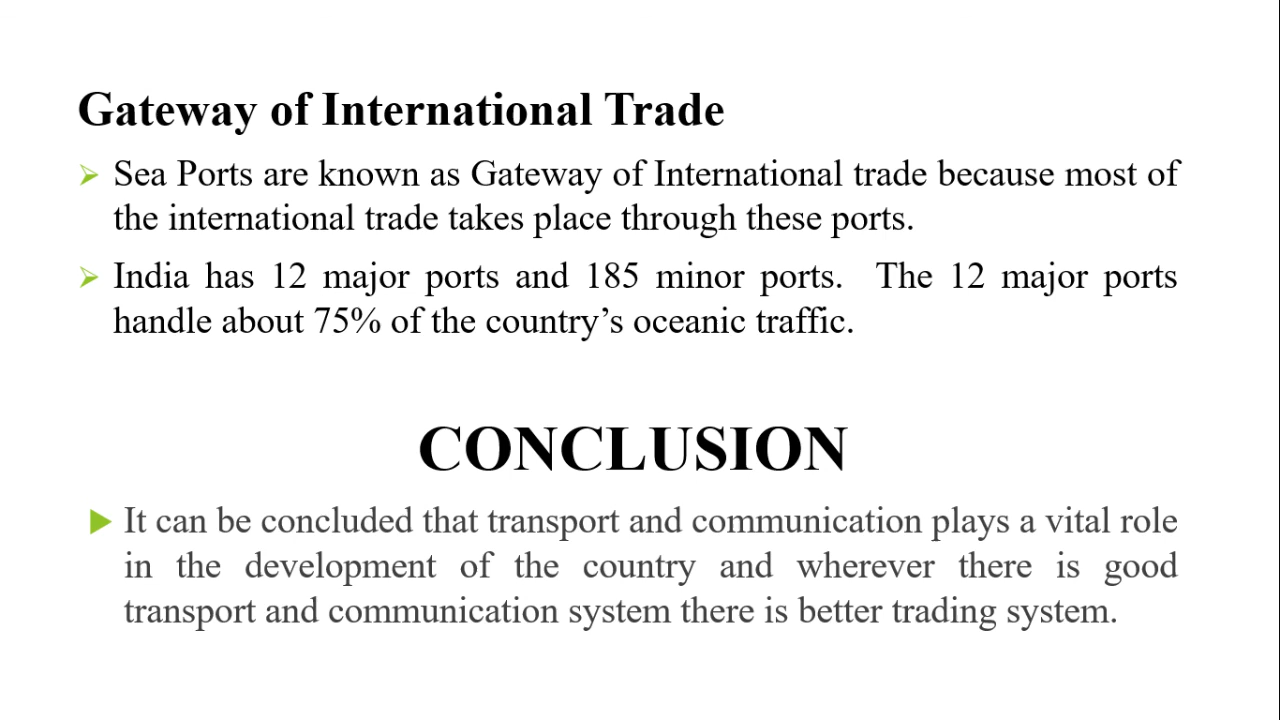 Gateway of International Trade
Sea Ports are known as Gateway of International trade because most of
the international trade takes place through these ports.
India has 12 major ports and 185 minor ports. The 12 major ports
handle about 75% of the country’s oceanic traffic.
CONCLUSION
It can be concluded that transport and communication plays a vital role
in the development of the country and wherever there is good
transport and communication system there is better trading system.